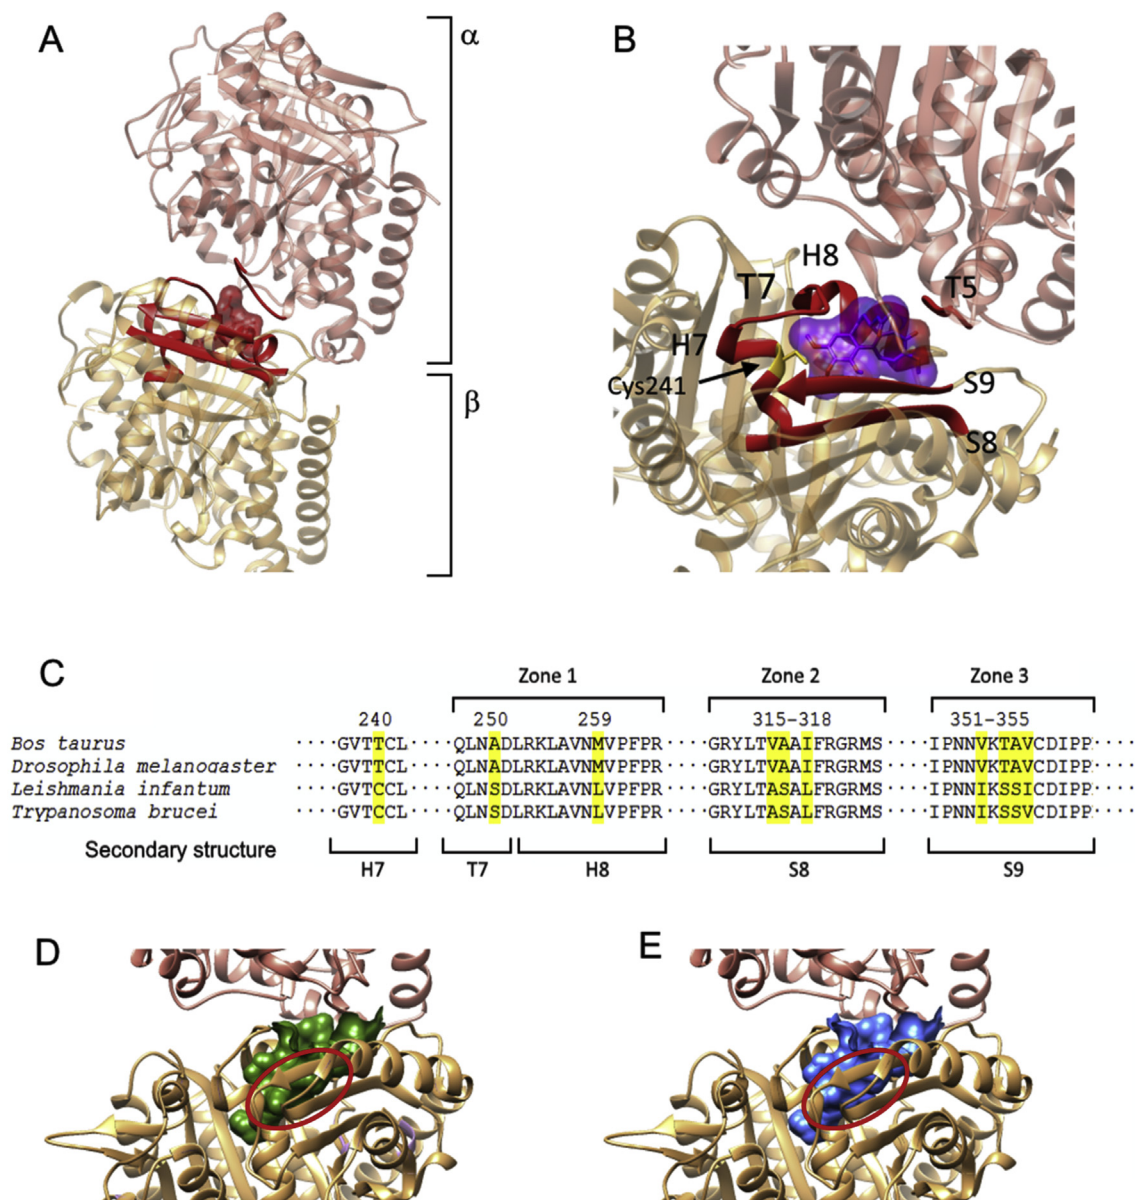 A
α
β
B
H8
T7
T5
H7
Cys241
S9
S8
C
Zone 1 Zone 2 Zone 3
240 250 259 315-318 351-355
Bos taurus ····GVTTTCL····QLNADLRKLAVNMVPFPR····GRYLTVAAIFRGRMS····IPNNVKTAVCDIPP····
Drosophila melanogaster ····GVTTTCL····QLNADLRKLAVNMVPFPR····GRYLTVAAIFRGRMS····IPNNVKTAVCDIPP····
Leishmania infantum ····GVTCCL····QLNSDLRKLAVNLVPFPR····GRYLTASALFRGRMS····IPNNIKSSICDIPP····
Trypanosoma brucei ····GVTCCL····QLNSDLRKLAVNLVPFPR····GRYLTASALFRGRMS····IPNNIKSSVCDIPP····
Secondary structure
H7 T7 H8 S8 S9
D
E